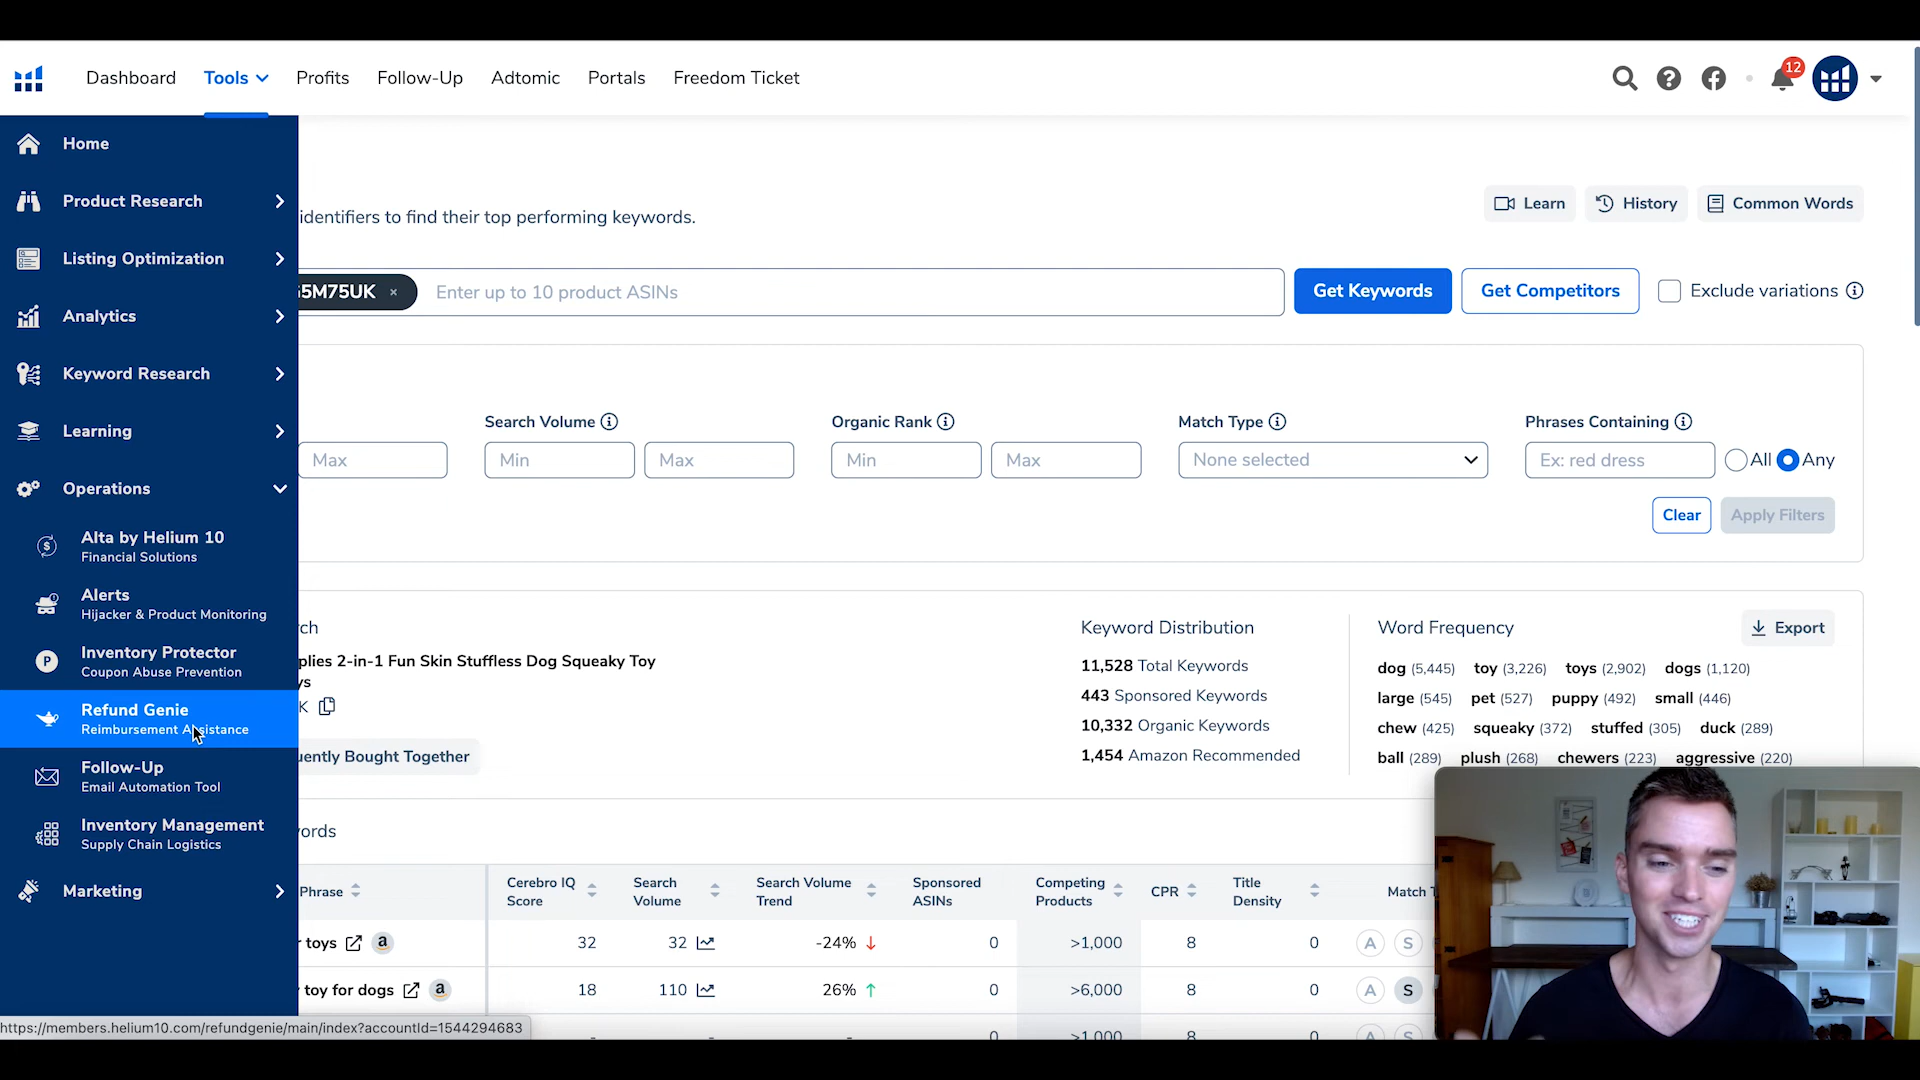 Dashboard Tools Profits Follow-Up Adtomic Portals Freedom Ticket
12
Home
Product Research
Listing Optimization
Analytics
Keyword Research
Learning
Operations
Alta by Helium 10
Financial Solutions
Alerts
Hijacker & Product Monitoring
Inventory Protector
Coupon Abuse Prevention
Refund Genie
Reimbursement Assistance
Follow-Up
Email Automation Tool
Inventory Management
Supply Chain Logistics
Marketing
identifiers to find their top performing keywords.
Learn History Common Words
5M75UK × Enter up to 10 product ASINs Get Keywords Get Competitors Exclude variations
Search Volume Organic Rank Match Type Phrases Containing
Max Min Max Min Max None selected Ex: red dress All Any
Clear Apply Filters
rch
plies 2-in-1 Fun Skin Stuffless Dog Squeaky Toy
ys
K
uently Bought Together
Keyword Distribution
11,528 Total Keywords
443 Sponsored Keywords
10,332 Organic Keywords
1,454 Amazon Recommended
Word Frequency Export
dog (5,445) toy (3,226) toys (2,902) dogs (1,120)
large (545) pet (527) puppy (492) small (446)
chew (425) squeaky (372) stuffed (305) duck (289)
ball (289) plush (268) chewers (223) aggressive (220)
words
Phrase Cerebro IQ Score Search Volume Search Volume Trend Sponsored ASINs Competing Products CPR Title Density Match T
r toys a 32 32 -24% 0 >1,000 8 0 A S
toy for dogs a 18 110 26% 0 >6,000 8 0 A S
- - - 0 >1,000 8 0 A S
https://members.helium10.com/refundgenie/main/index?accountId=1544294683